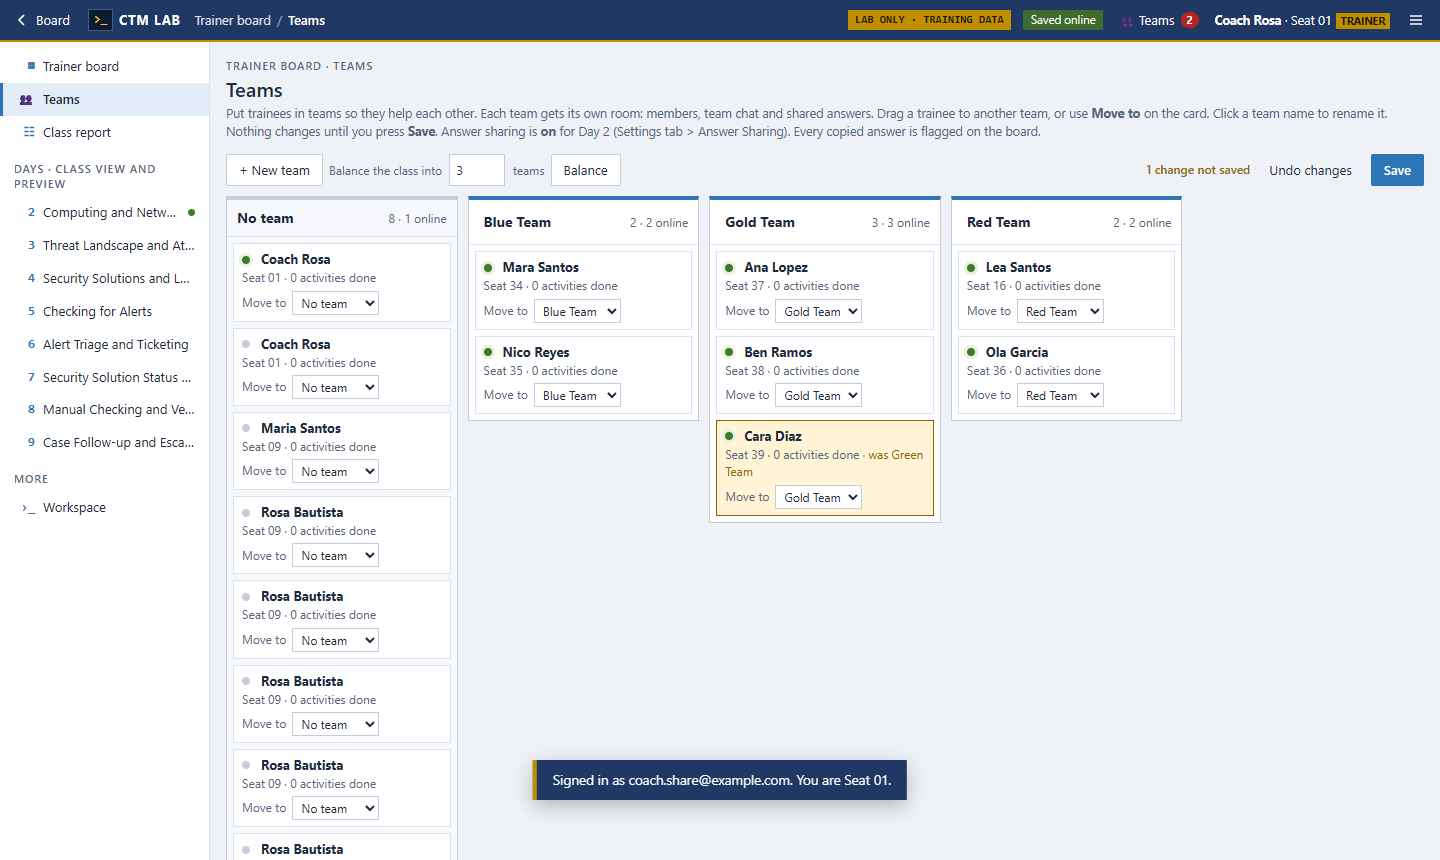 Board
>_ CTM LAB
Trainer board / Teams
LAB ONLY · TRAINING DATA
Saved online
Teams 2
Coach Rosa · Seat 01 TRAINER
Trainer board
Teams
Class report
DAYS · CLASS VIEW AND
PREVIEW
2 Computing and Netw...
3 Threat Landscape and At...
4 Security Solutions and L...
5 Checking for Alerts
6 Alert Triage and Ticketing
7 Security Solution Status ...
8 Manual Checking and Ve...
9 Case Follow-up and Esca...
MORE
›_ Workspace
TRAINER BOARD · TEAMS
Teams
Put trainees in teams so they help each other. Each team gets its own room: members, team chat and shared answers. Drag a trainee to another team, or use Move to on the card. Click a team name to rename it.
Nothing changes until you press Save. Answer sharing is on for Day 2 (Settings tab > Answer Sharing). Every copied answer is flagged on the board.
+ New team
Balance the class into 3 teams
Balance
1 change not saved
Undo changes
Save
No team 8 · 1 online
Coach Rosa
Seat 01 · 0 activities done
Move to No team
Coach Rosa
Seat 01 · 0 activities done
Move to No team
Maria Santos
Seat 09 · 0 activities done
Move to No team
Rosa Bautista
Seat 09 · 0 activities done
Move to No team
Rosa Bautista
Seat 09 · 0 activities done
Move to No team
Rosa Bautista
Seat 09 · 0 activities done
Move to No team
Rosa Bautista
Seat 09 · 0 activities done
Move to No team
Rosa Bautista
Blue Team 2 · 2 online
Mara Santos
Seat 34 · 0 activities done
Move to Blue Team
Nico Reyes
Seat 35 · 0 activities done
Move to Blue Team
Gold Team 3 · 3 online
Ana Lopez
Seat 37 · 0 activities done
Move to Gold Team
Ben Ramos
Seat 38 · 0 activities done
Move to Gold Team
Cara Diaz
Seat 39 · 0 activities done · was Green
Team
Move to Gold Team
Red Team 2 · 2 online
Lea Santos
Seat 16 · 0 activities done
Move to Red Team
Ola Garcia
Seat 36 · 0 activities done
Move to Red Team
Signed in as coach.share@example.com. You are Seat 01.